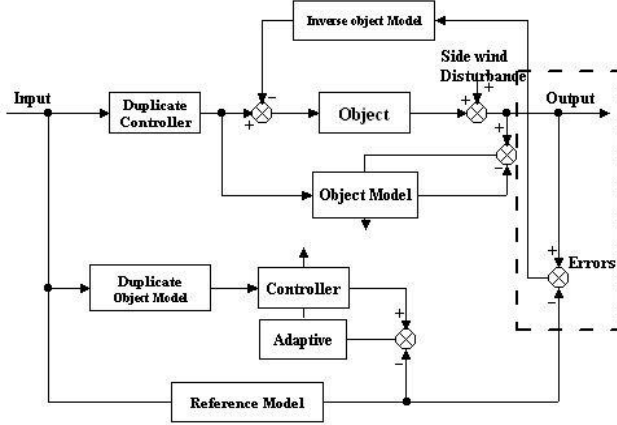 Inverse object Model
Side wind
Disturbance
Input
Duplicate
Controller
Object
Output
Object Model
Errors
Duplicate
Object Model
Controller
Adaptive
Reference Model